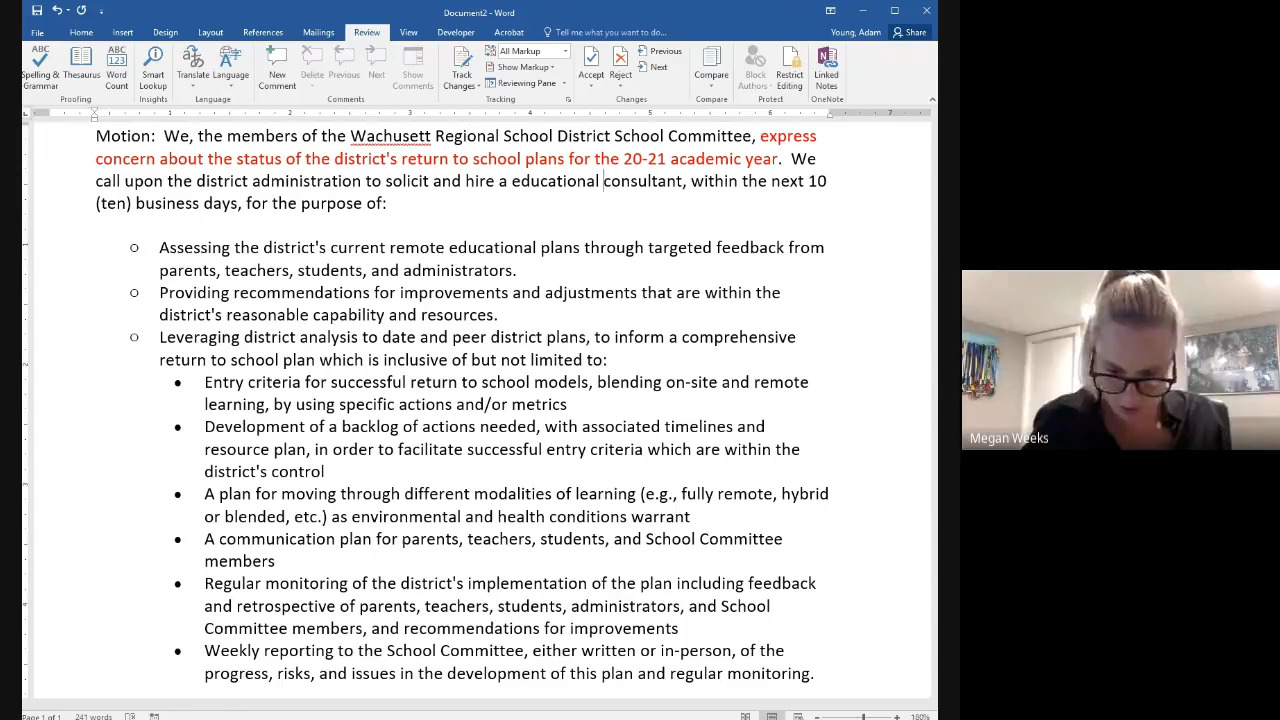 Document2 - Word
File Home Insert Design Layout References Mailings Review View Developer Acrobat Tell me what you want to do... Young, Adam Share
Spelling & Grammar Thesaurus Word Count Smart Lookup Translate Language New Comment Delete Previous Next Show Comments Track Changes All Markup Show Markup Reviewing Pane Accept Reject Previous Next Compare Block Authors Restrict Editing Linked Notes
Proofing Insights Language Comments Tracking Changes Compare Protect OneNote
1 2 3 4 5 6 7
Motion: We, the members of the Wachusett Regional School District School Committee, express
concern about the status of the district's return to school plans for the 20-21 academic year. We
call upon the district administration to solicit and hire a educational consultant, within the next 10
(ten) business days, for the purpose of:
○ Assessing the district's current remote educational plans through targeted feedback from
parents, teachers, students, and administrators.
○ Providing recommendations for improvements and adjustments that are within the
district's reasonable capability and resources.
○ Leveraging district analysis to date and peer district plans, to inform a comprehensive
return to school plan which is inclusive of but not limited to:
• Entry criteria for successful return to school models, blending on-site and remote
learning, by using specific actions and/or metrics
• Development of a backlog of actions needed, with associated timelines and
resource plan, in order to facilitate successful entry criteria which are within the
district's control
• A plan for moving through different modalities of learning (e.g., fully remote, hybrid
or blended, etc.) as environmental and health conditions warrant
• A communication plan for parents, teachers, students, and School Committee
members
• Regular monitoring of the district's implementation of the plan including feedback
and retrospective of parents, teachers, students, administrators, and School
Committee members, and recommendations for improvements
• Weekly reporting to the School Committee, either written or in-person, of the
progress, risks, and issues in the development of this plan and regular monitoring.
Page 1 of 1 241 words 180%
Megan Weeks